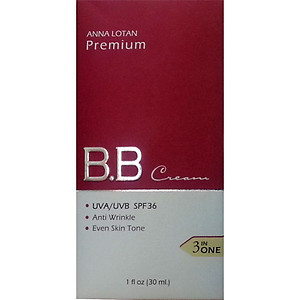 ANNA LOTAN
Premium
B.B Cream
• UVA/UVB SPF36
• Anti Wrinkle
• Even Skin Tone
3 IN ONE
1 fl oz (30 ml.)